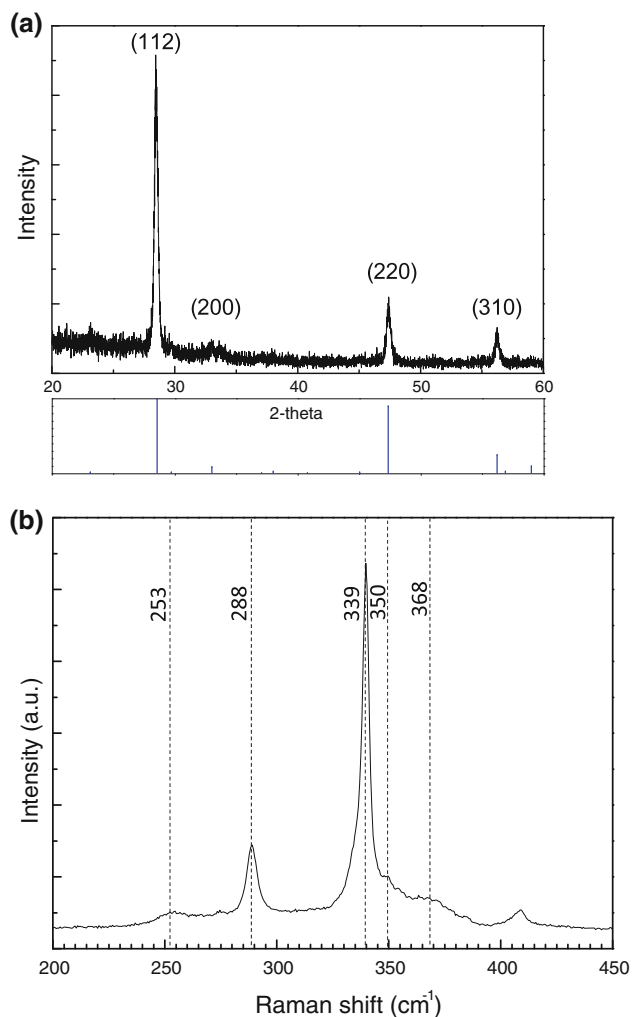 (a)
(112)
(200)
(220)
(310)
Intensity
20 30 40 50 60
2-theta
(b)
253
288
339
350
368
Intensity (a.u.)
200 250 300 350 400 450
Raman shift (cm⁻¹)